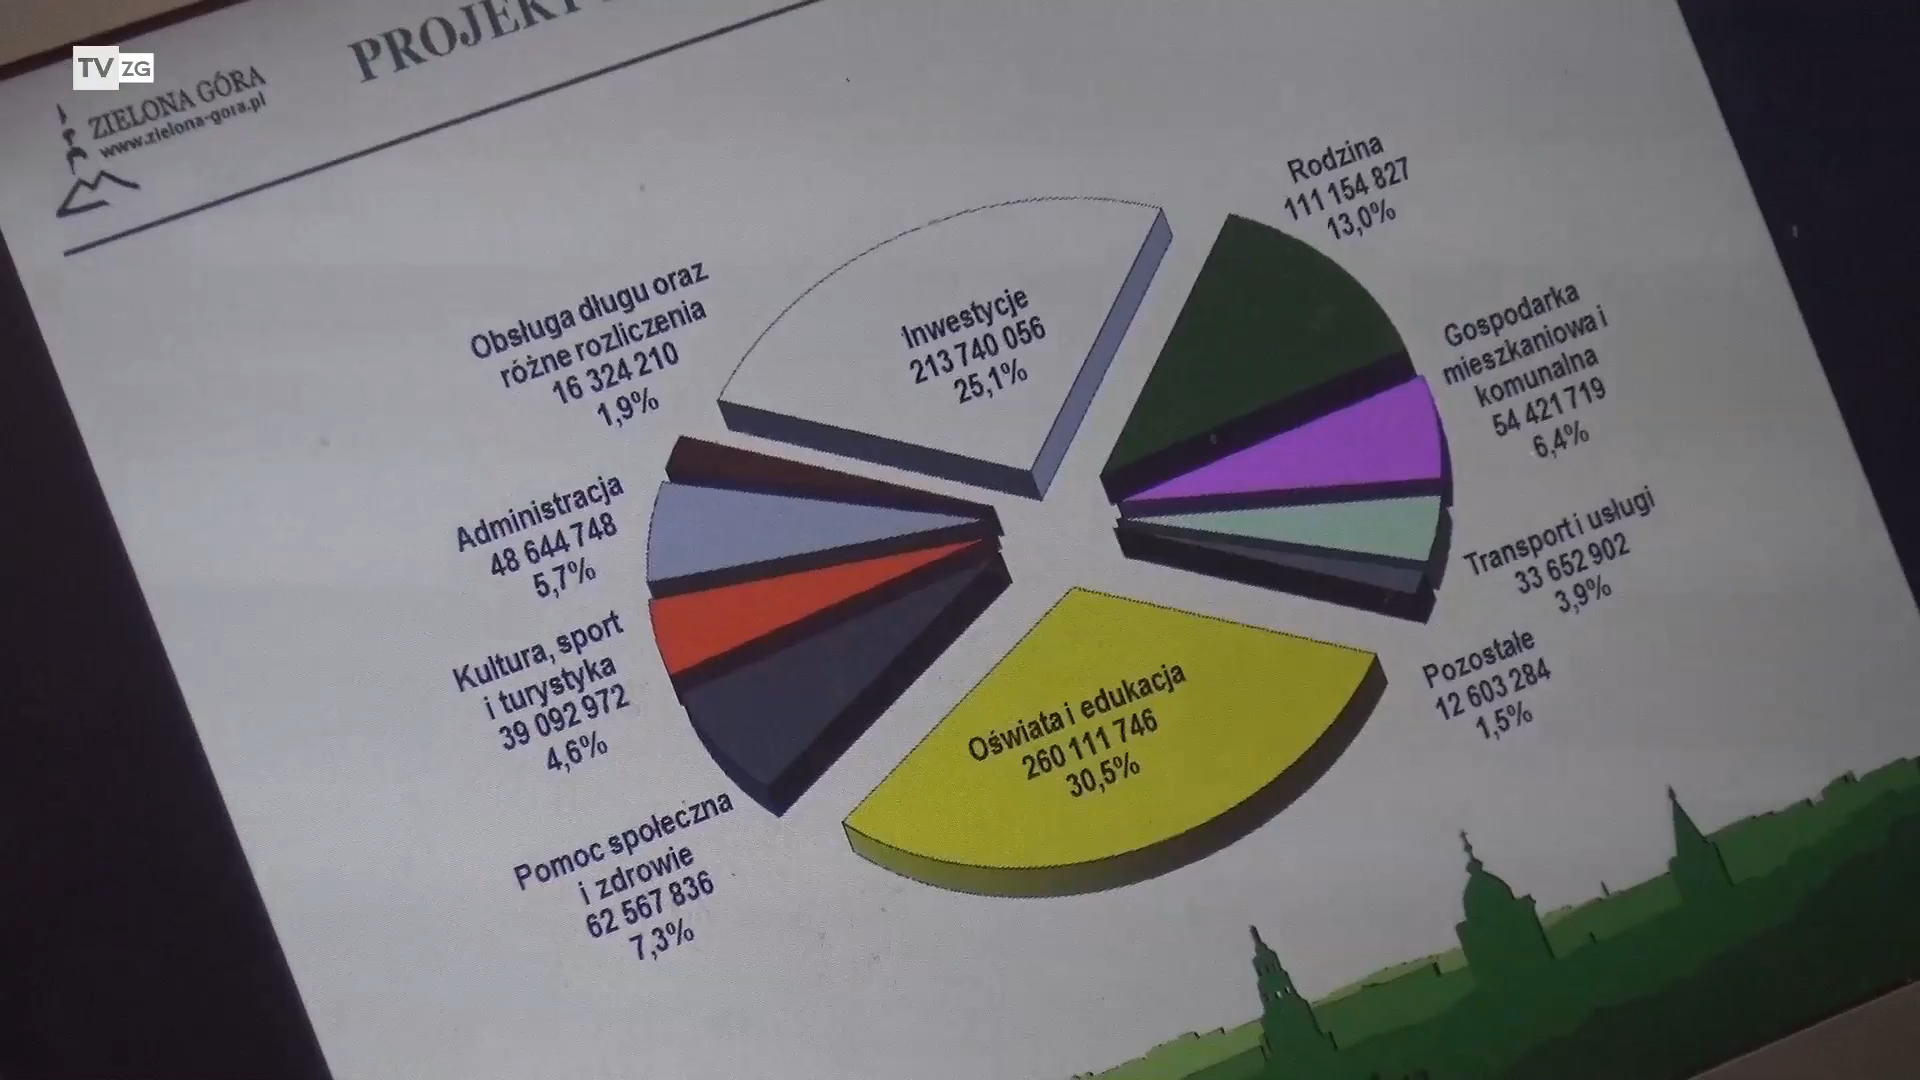 TV ZG
PROJEKT
ZIELONA GÓRA
www.zielona-gora.pl
Rodzina
111 154 827
13,0%
Obsługa długu oraz
różne rozliczenia
16 324 210
1,9%
Inwestycje
213 740 056
25,1%
Gospodarka
mieszkaniowa i
komunalna
54 421 719
6,4%
Administracja
48 644 748
5,7%
Transport i usługi
33 652 902
3,9%
Kultura, sport
i turystyka
39 092 972
4,6%
Pozostałe
12 603 284
1,5%
Oświata i edukacja
260 111 746
30,5%
Pomoc społeczna
i zdrowie
62 567 836
7,3%